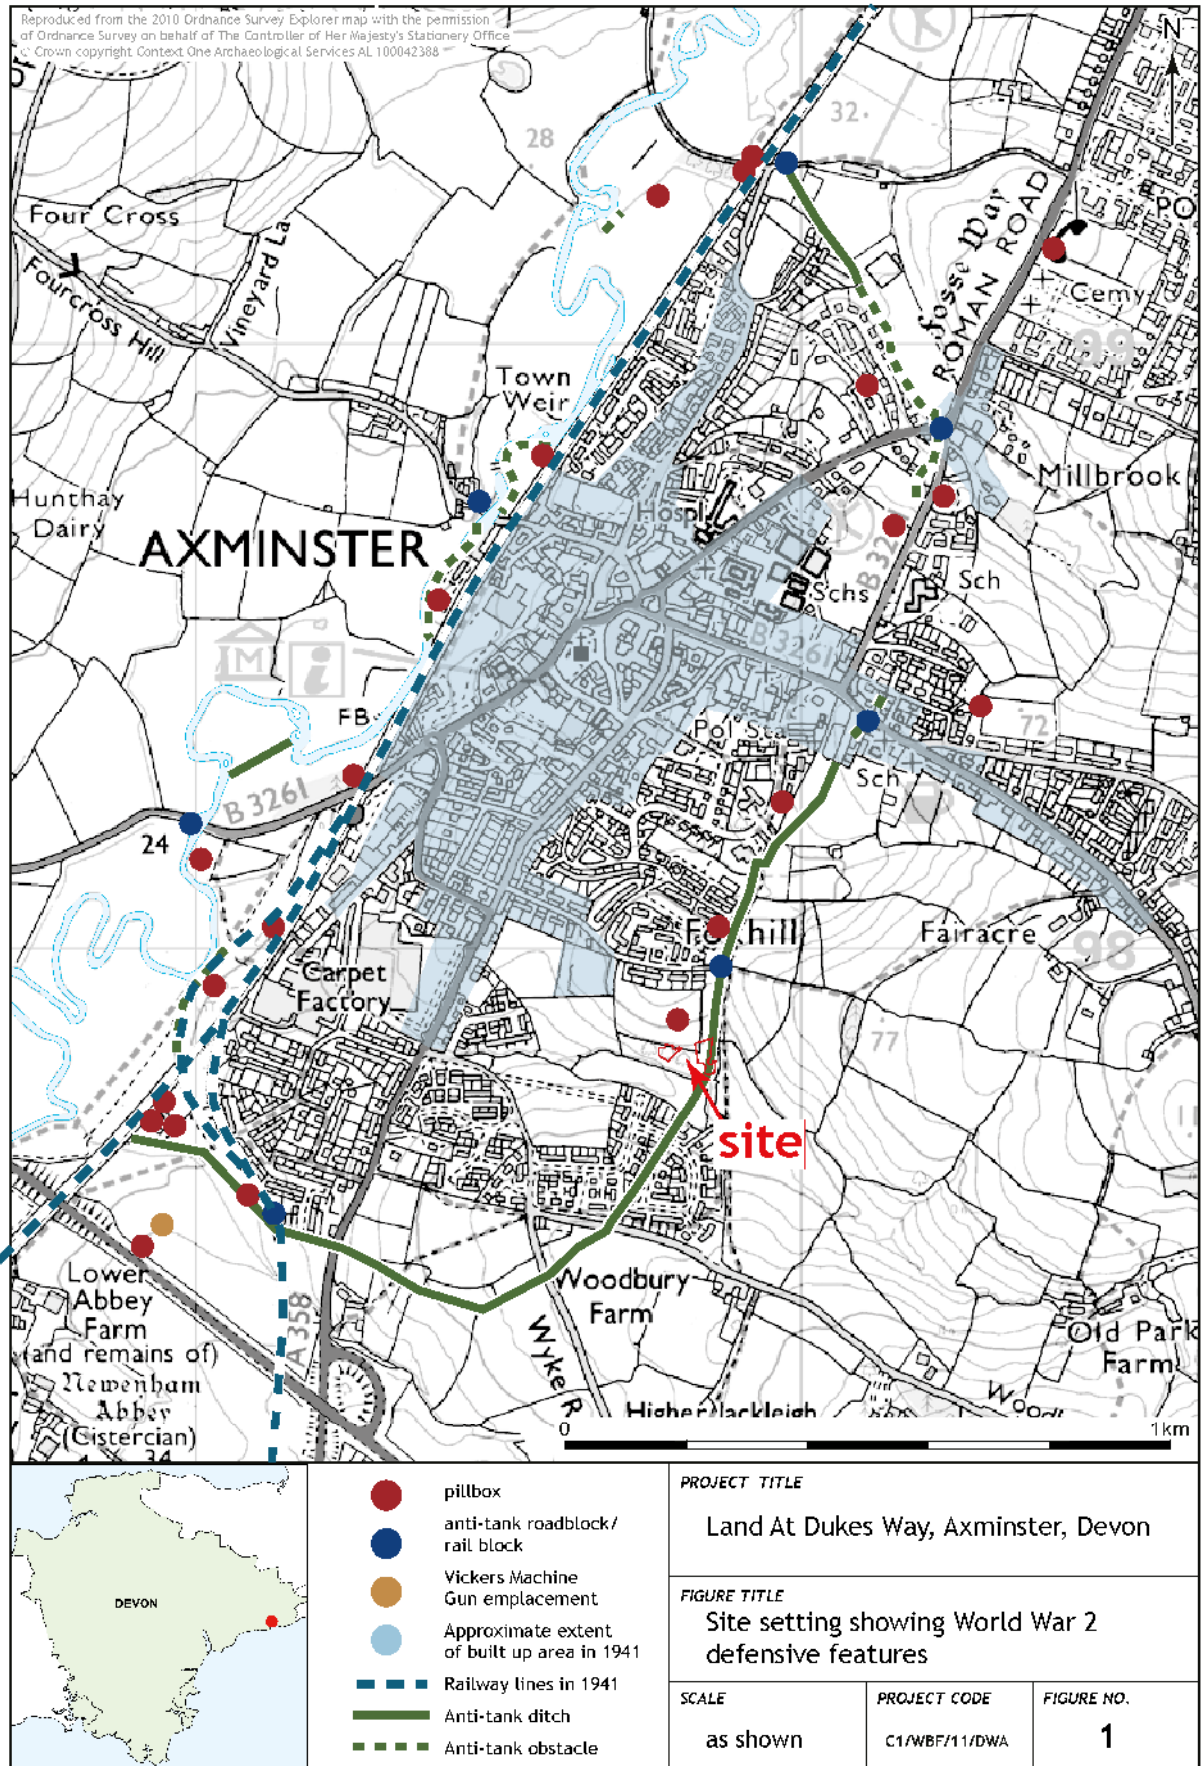 Reproduced from the 2010 Ordnance Survey Explorer map with the permission
of Ordnance Survey on behalf of The Controller of Her Majesty's Stationery Office
© Crown copyright Context One Archaeological Services AL 100042388
N
28
32
Four Cross
Fourcross Hill
Vineyard La
Fosse Way
ROMAN ROAD
PO
Cemy
99
Town
Weir
Hunthay
Dairy
AXMINSTER
Hospl
Millbrook
Schs
B 32
Sch
B 3261
M
i
FB
Pol Sta
72
Sch
B 3261
24
Foxhill
Fairacre
98
Carpet
Factory
77
site
Lower
Abbey
Farm
(and remains of)
Newenham
Abbey
(Cistercian)
34
A 358
Woodbury
Farm
Wyke R
Old Park
Farm
Higher Jackleigh
0
1km
DEVON
pillbox
anti-tank roadblock/
rail block
Vickers Machine
Gun emplacement
Approximate extent
of built up area in 1941
Railway lines in 1941
Anti-tank ditch
Anti-tank obstacle
PROJECT TITLE
Land At Dukes Way, Axminster, Devon
FIGURE TITLE
Site setting showing World War 2
defensive features
SCALE
as shown
PROJECT CODE
C1/WBF/11/DWA
FIGURE NO.
1